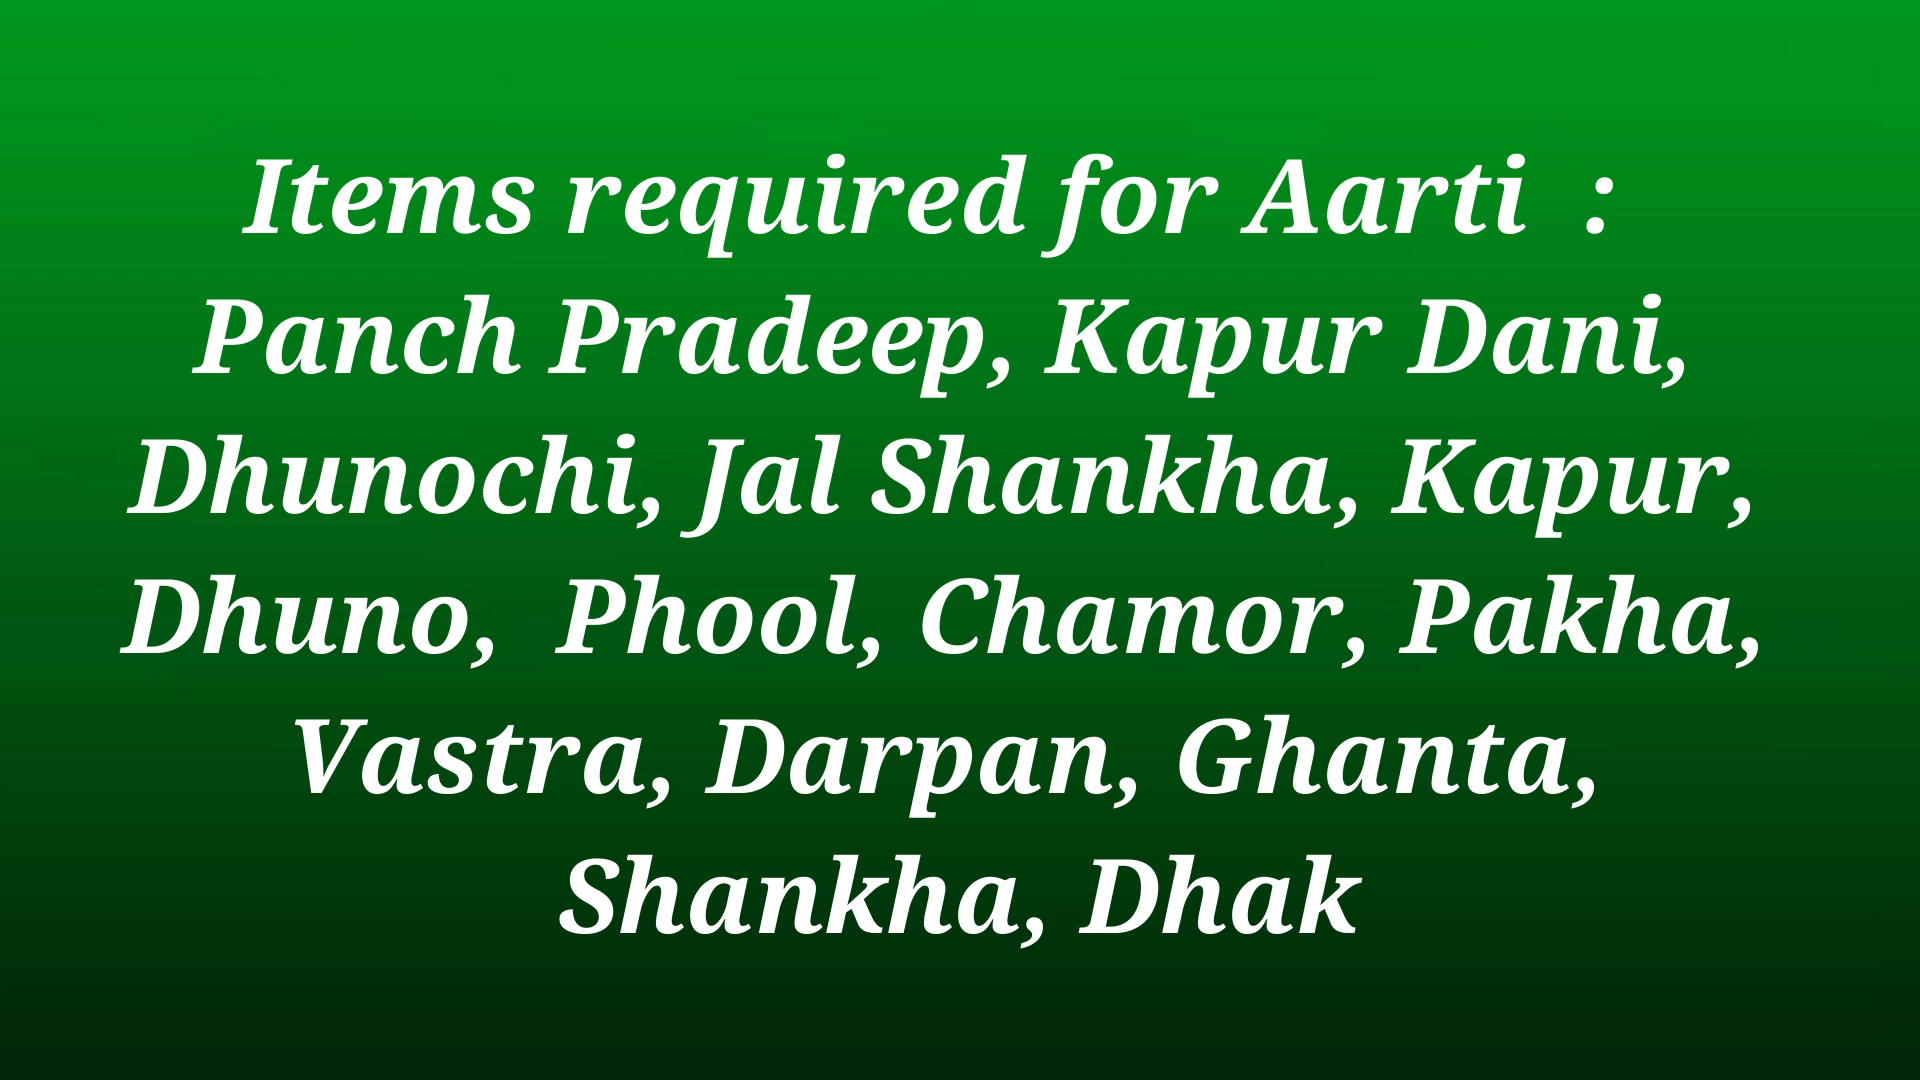 Items required for Aarti  :
Panch Pradeep, Kapur Dani,
Dhunochi, Jal Shankha, Kapur,
Dhuno,  Phool, Chamor, Pakha,
Vastra, Darpan, Ghanta,
Shankha, Dhak